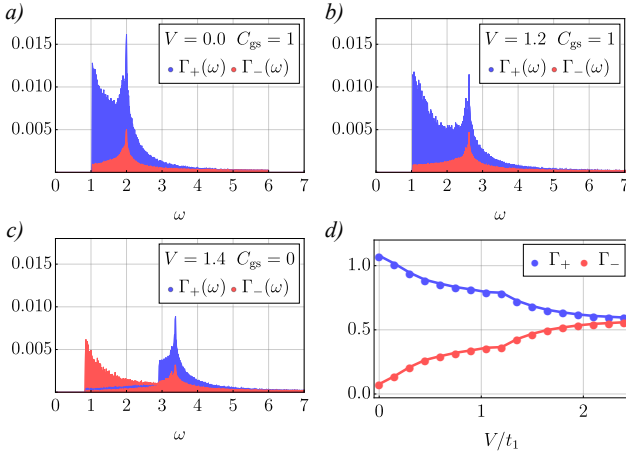 a)
V = 0.0 C_gs = 1
Γ₊(ω) Γ₋(ω)
0.015
0.010
0.005
0 1 2 3 4 5 6 7
ω
b)
V = 1.2 C_gs = 1
Γ₊(ω) Γ₋(ω)
0.015
0.010
0.005
0 1 2 3 4 5 6 7
ω
c)
V = 1.4 C_gs = 0
Γ₊(ω) Γ₋(ω)
0.015
0.010
0.005
0 1 2 3 4 5 6 7
ω
d)
Γ₊ Γ₋
1.0
0.5
0.0
0 1 2
V/t₁